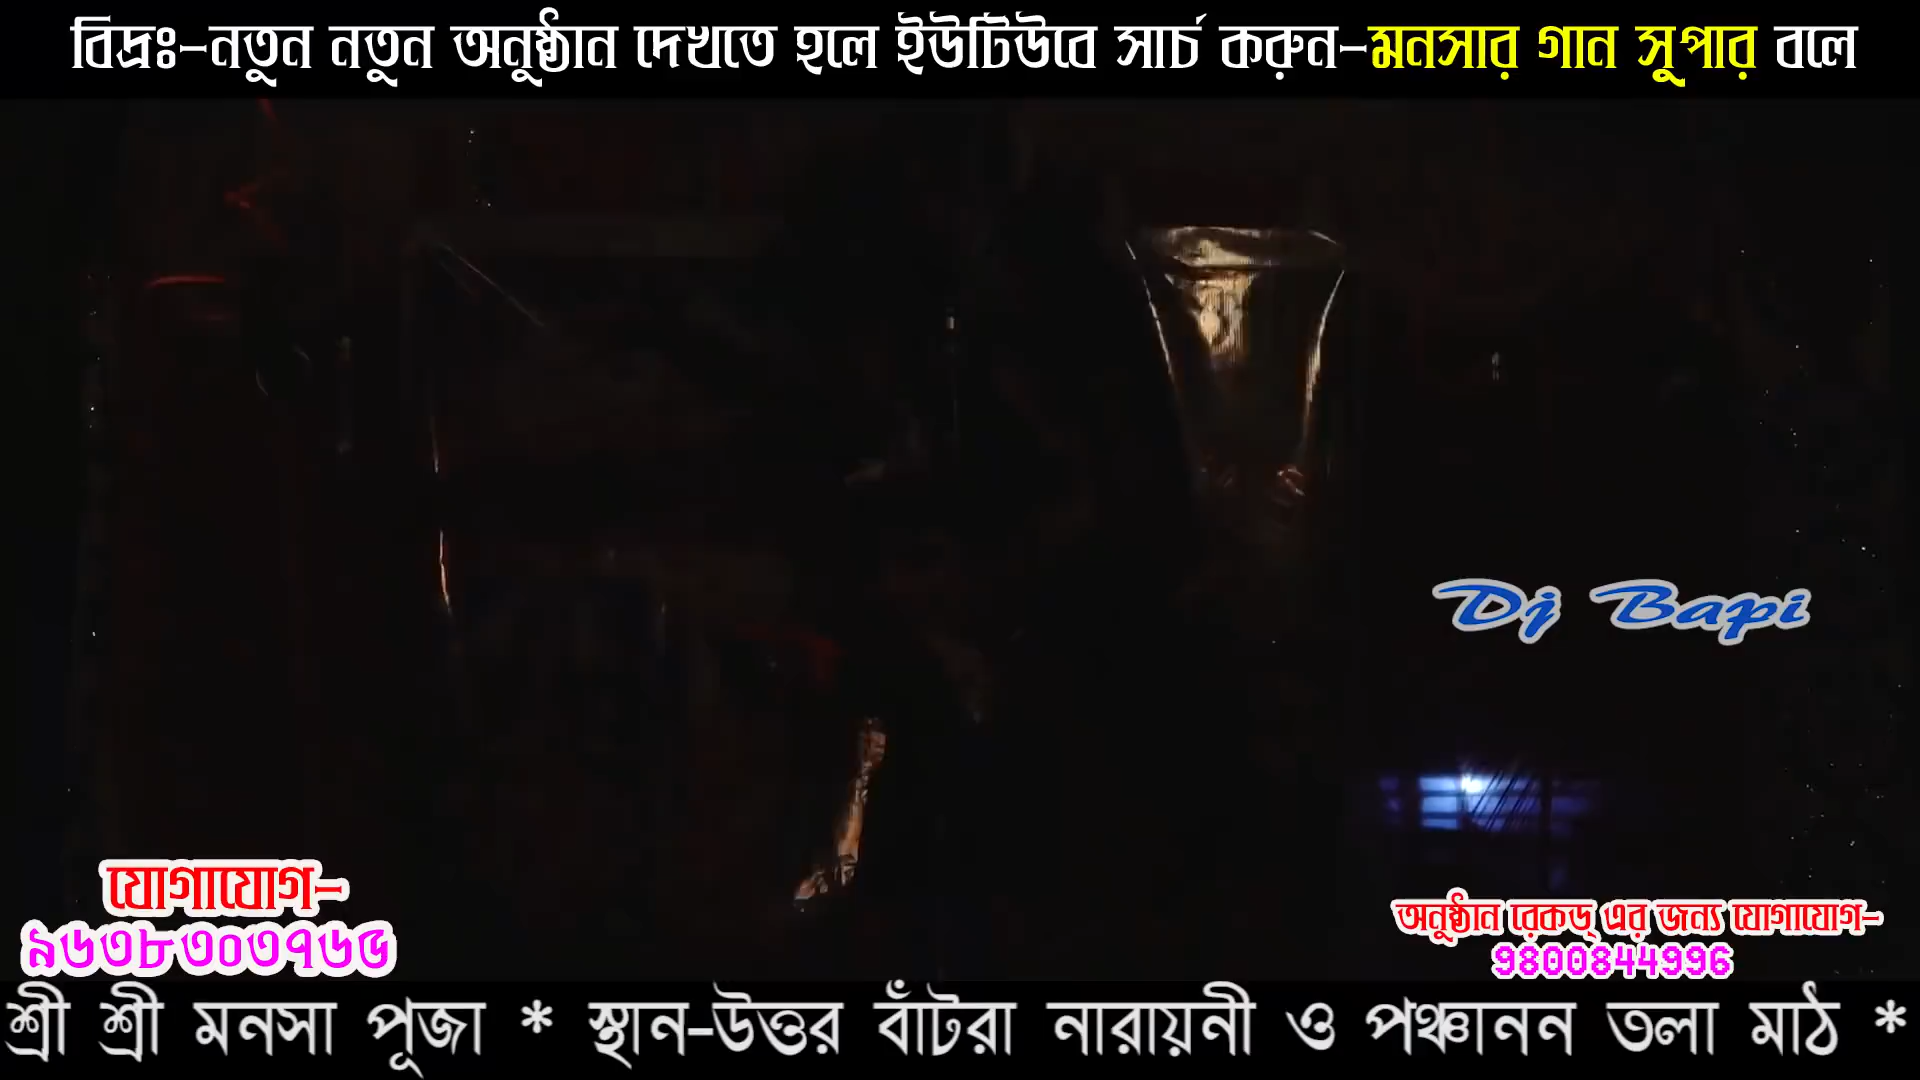 বিদ্রঃ-নতুন নতুন অনুষ্ঠান দেখতে হলে ইউটিউবে সার্চ করুন-মনসার গান সুপার বলে
Dj Bapi
যোগাযোগ-
৯৬৩৮৩০৩৭৬৬
অনুষ্ঠান রেকড্ এর জন্য যোগাযোগ-
9800844996
শ্রী শ্রী মনসা পূজা * স্থান-উত্তর বাঁটরা নারায়নী ও পঞ্চানন তলা মাঠ *